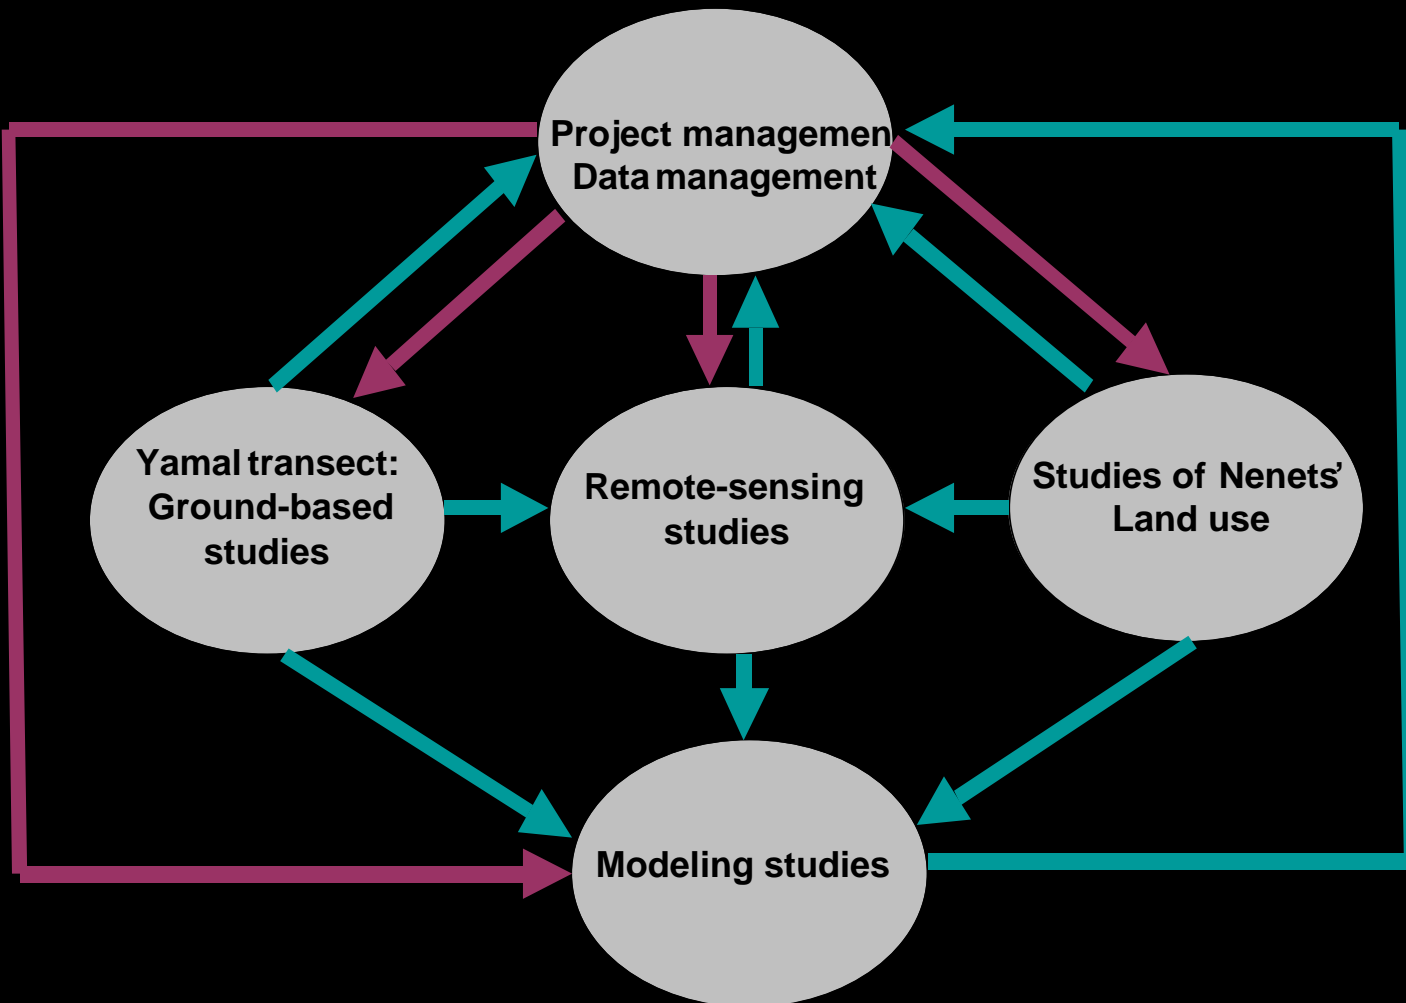 Project managemen
Data management
Yamal transect:
Ground-based
studies
Remote-sensing
studies
Studies of Nenets’
Land use
Modeling studies